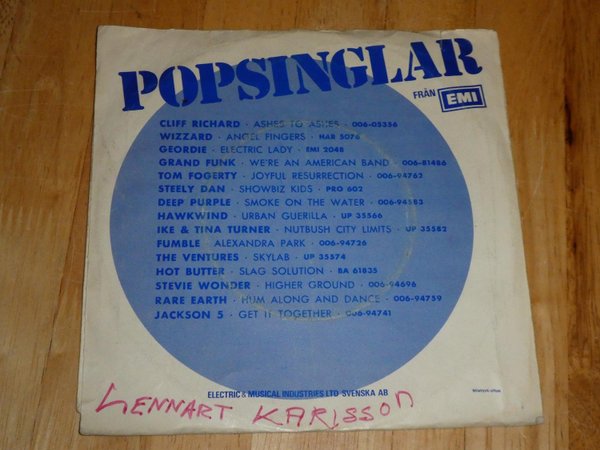 POPSINGLAR
FRÅN EMI
CLIFF RICHARD · ASHES TO ASHES · 006-05356
WIZZARD · ANGEL FINGERS · HAR 5076
GEORDIE · ELECTRIC LADY · EMI 2048
GRAND FUNK · WE'RE AN AMERICAN BAND · 006-81486
TOM FOGERTY · JOYFUL RESURRECTION · 006-94762
STEELY DAN · SHOWBIZ KIDS · PRO 602
DEEP PURPLE · SMOKE ON THE WATER · 006-94583
HAWKWIND · URBAN GUERILLA · UP 35566
IKE & TINA TURNER · NUTBUSH CITY LIMITS · UP 35582
FUMBLE · ALEXANDRA PARK · 006-94726
THE VENTURES · SKYLAB · UP 35574
HOT BUTTER · SLAG SOLUTION · BA 61835
STEVIE WONDER · HIGHER GROUND · 006-94696
RARE EARTH · HUM ALONG AND DANCE · 006-94759
JACKSON 5 · GET IT TOGETHER · 006-94741
ELECTRIC & MUSICAL INDUSTRIES LTD SVENSKA AB
LENNART KARLSSON